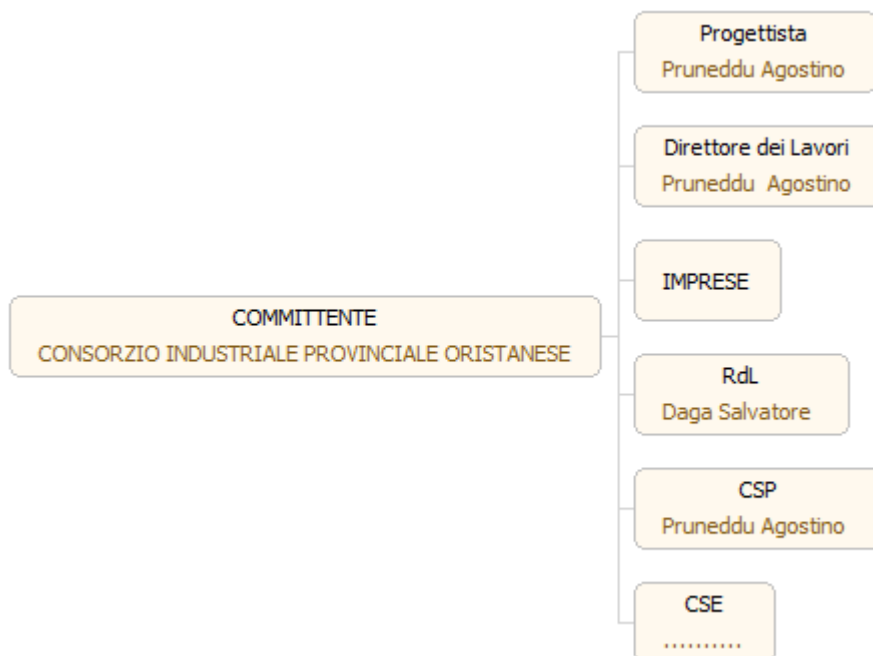 Progettista
Pruneddu Agostino
Direttore dei Lavori
Pruneddu  Agostino
IMPRESE
COMMITTENTE
CONSORZIO INDUSTRIALE PROVINCIALE ORISTANESE
RdL
Daga Salvatore
CSP
Pruneddu Agostino
CSE
..........